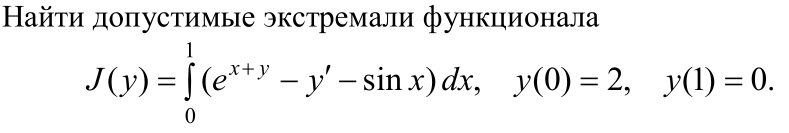 Найти допустимые экстремали функционала
J(y) = ∫₀¹ (e^{x+y} − y′ − sin x) dx, y(0) = 2, y(1) = 0.